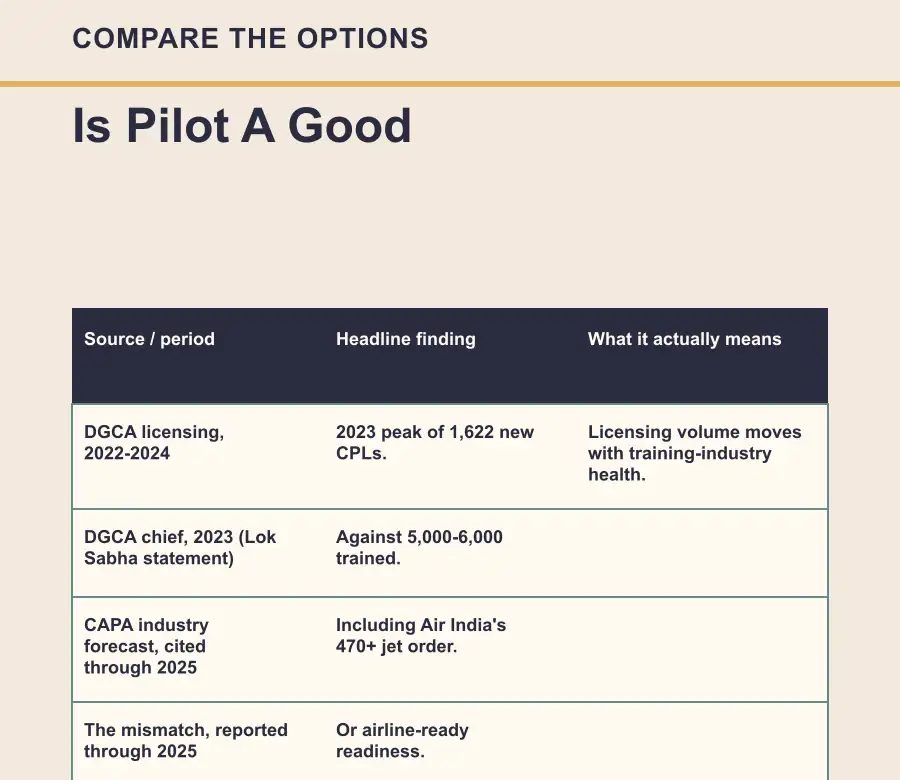 COMPARE THE OPTIONS
Is Pilot A Good
Source / period
Headline finding
What it actually means
DGCA licensing,
2022-2024
2023 peak of 1,622 new
CPLs.
Licensing volume moves
with training-industry
health.
DGCA chief, 2023 (Lok
Sabha statement)
Against 5,000-6,000
trained.
CAPA industry
forecast, cited
through 2025
Including Air India's
470+ jet order.
The mismatch, reported
through 2025
Or airline-ready
readiness.